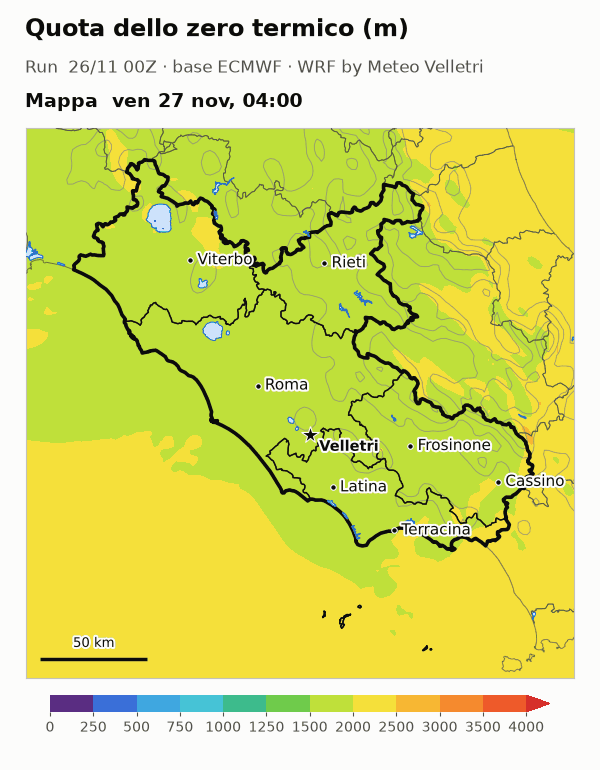 Quota dello zero termico (m)
Run 26/11 00Z · base ECMWF · WRF by Meteo Velletri
Mappa ven 27 nov, 04:00
Viterbo
Rieti
Roma
Velletri
Frosinone
Latina
Cassino
Terracina
50 km
0 250 500 750 1000 1250 1500 2000 2500 3000 3500 4000